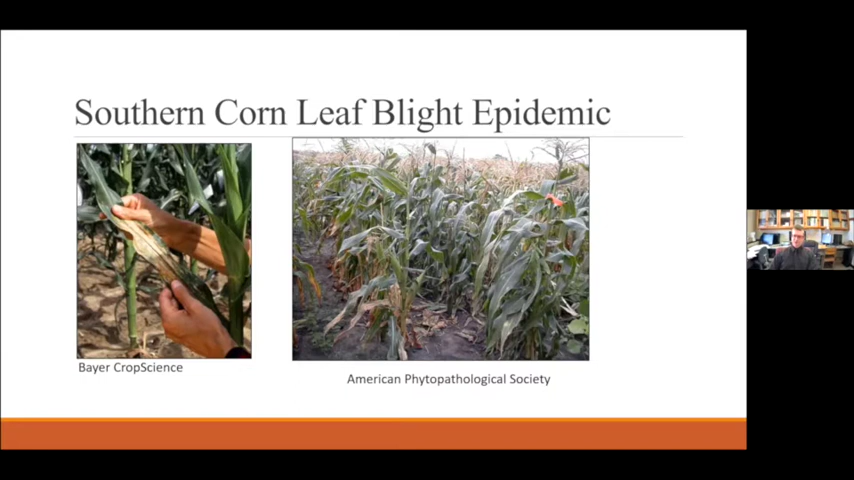 Southern Corn Leaf Blight Epidemic
Bayer CropScience
American Phytopathological Society